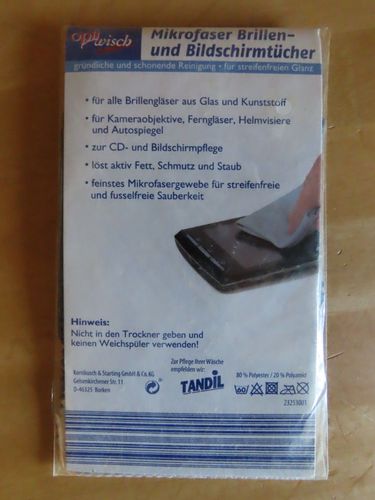 opti wisch
Mikrofaser Brillen-
und Bildschirmtücher
gründliche und schonende Reinigung • für streifenfreien Glanz
• für alle Brillengläser aus Glas und Kunststoff
• für Kameraobjektive, Ferngläser, Helmvisiere
und Autospiegel
• zur CD- und Bildschirmpflege
• löst aktiv Fett, Schmutz und Staub
• feinstes Mikrofasergewebe für streifenfreie
und fusselfreie Sauberkeit
Hinweis:
Nicht in den Trockner geben und
keinen Weichspüler verwenden!
Kornbusch & Starting GmbH & Co.KG
Gelsenkirchener Str. 11
D-46325 Borken
Zur Pflege Ihrer Wäsche
empfehlen wir:
TANDIL
80 % Polyester / 20 % Polyamid
60
23253001